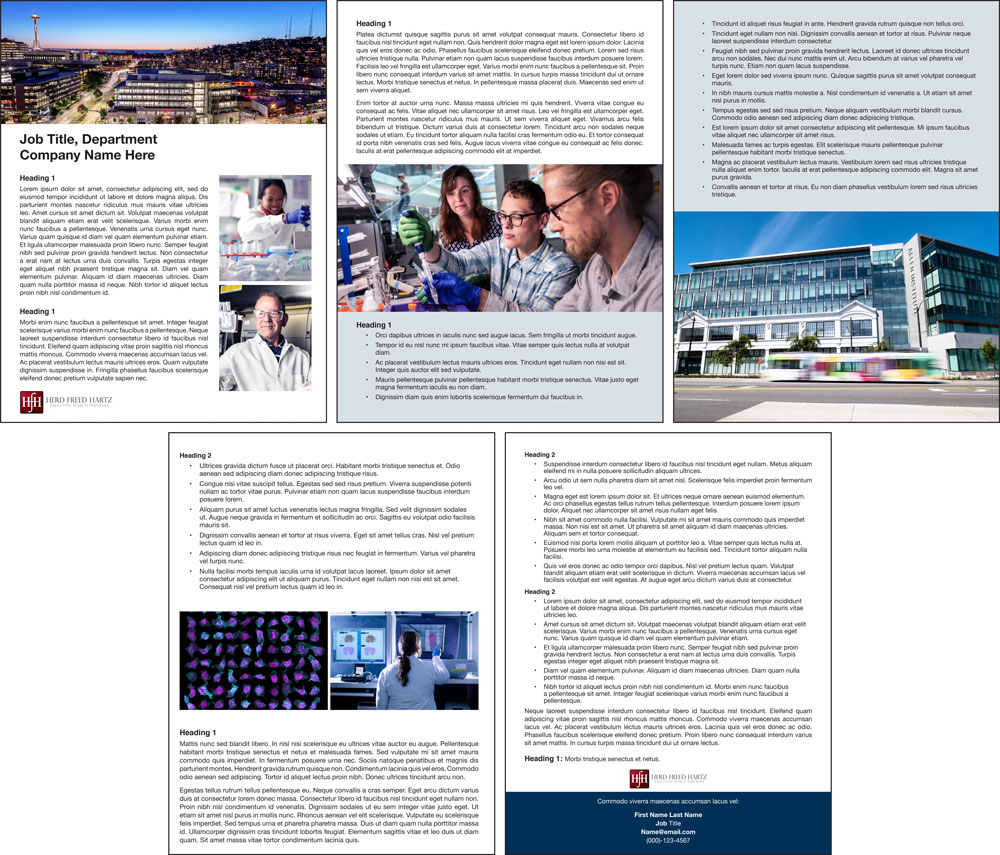 Job Title, Department
Company Name Here
Heading 1
Lorem ipsum dolor sit amet, consectetur adipiscing elit, sed do
eiusmod tempor incididunt ut labore et dolore magna aliqua. Dis
parturient montes nascetur ridiculus mus mauris vitae ultricies
leo. Amet cursus sit amet dictum sit. Volutpat maecenas volutpat
blandit aliquam etiam erat velit scelerisque. Varius morbi enim
nunc faucibus a pellentesque. Venenatis urna cursus eget nunc.
Varius quam quisque id diam vel quam elementum pulvinar etiam.
Et ligula ullamcorper malesuada proin libero nunc. Semper feugiat
nibh sed pulvinar proin gravida hendrerit lectus. Non consectetur
a erat nam at lectus urna duis convallis. Turpis egestas integer
eget aliquet nibh praesent tristique magna sit. Diam vel quam
elementum pulvinar. Aliquam id diam maecenas ultricies. Diam
quam nulla porttitor massa id neque. Nibh tortor id aliquet lectus
proin nibh nisl condimentum id.
Heading 1
Morbi enim nunc faucibus a pellentesque sit amet. Integer feugiat
scelerisque varius morbi enim nunc faucibus a pellentesque. Neque
laoreet suspendisse interdum consectetur libero id faucibus nisl
tincidunt. Eleifend quam adipiscing vitae proin sagittis nisl rhoncus
mattis rhoncus. Commodo viverra maecenas accumsan lacus vel.
Ac placerat vestibulum lectus mauris ultrices eros. Quam vulputate
dignissim suspendisse in. Fringilla phasellus faucibus scelerisque
eleifend donec pretium vulputate sapien nec.
HfH HERD FREED HARTZ
EXECUTIVE SEARCH PARTNERS
Heading 1
Platea dictumst quisque sagittis purus sit amet volutpat consequat mauris. Consectetur libero id
faucibus nisl tincidunt eget nullam non. Quis hendrerit dolor magna eget est lorem ipsum dolor. Lacinia
quis vel eros donec ac odio. Phasellus faucibus scelerisque eleifend donec pretium. Lorem sed risus
ultricies tristique nulla. Pulvinar etiam non quam lacus suspendisse faucibus interdum posuere lorem.
Facilisis leo vel fringilla est ullamcorper eget. Varius morbi enim nunc faucibus a pellentesque sit. Proin
libero nunc consequat interdum varius sit amet mattis. In cursus turpis massa tincidunt dui ut ornare
lectus. Morbi tristique senectus et netus. In pellentesque massa placerat duis. Maecenas sed enim ut
sem viverra aliquet.
Enim tortor at auctor urna nunc. Massa massa ultricies mi quis hendrerit. Viverra vitae congue eu
consequat ac felis. Vitae aliquet nec ullamcorper sit amet risus. Leo vel fringilla est ullamcorper eget.
Parturient montes nascetur ridiculus mus mauris. Ut sem viverra aliquet eget. Vivamus arcu felis
bibendum ut tristique. Dictum varius duis at consectetur lorem. Tincidunt arcu non sodales neque
sodales ut etiam. Eu tincidunt tortor aliquam nulla facilisi cras fermentum odio eu. Et tortor consequat
id porta nibh venenatis cras sed felis. Augue lacus viverra vitae congue eu consequat ac felis donec.
Iaculis at erat pellentesque adipiscing commodo elit at imperdiet.
Heading 1
• Orci dapibus ultrices in iaculis nunc sed augue lacus. Sem fringilla ut morbi tincidunt augue.
• Tempor id eu nisl nunc mi ipsum faucibus vitae. Vitae semper quis lectus nulla at volutpat
diam.
• Ac placerat vestibulum lectus mauris ultrices eros. Tincidunt eget nullam non nisi est sit.
Integer quis auctor elit sed vulputate.
• Mauris pellentesque pulvinar pellentesque habitant morbi tristique senectus. Vitae justo eget
magna fermentum iaculis eu non diam.
• Dignissim diam quis enim lobortis scelerisque fermentum dui faucibus in.
• Tincidunt id aliquet risus feugiat in ante. Hendrerit gravida rutrum quisque non tellus orci.
• Tincidunt eget nullam non nisi. Dignissim convallis aenean et tortor at risus. Pulvinar neque
laoreet suspendisse interdum consectetur.
• Feugiat nibh sed pulvinar proin gravida hendrerit lectus. Laoreet id donec ultrices tincidunt
arcu non sodales. Nec dui nunc mattis enim ut. Arcu bibendum at varius vel pharetra vel
turpis nunc. Etiam non quam lacus suspendisse.
• Eget lorem dolor sed viverra ipsum nunc. Quisque sagittis purus sit amet volutpat consequat
mauris.
• In nibh mauris cursus mattis molestie a. Nisl condimentum id venenatis a. Ut etiam sit amet
nisl purus in mollis.
• Tempus egestas sed sed risus pretium. Neque aliquam vestibulum morbi blandit cursus.
Commodo odio aenean sed adipiscing diam donec adipiscing tristique.
• Est lorem ipsum dolor sit amet consectetur adipiscing elit pellentesque. Mi ipsum faucibus
vitae aliquet nec ullamcorper sit amet risus.
• Malesuada fames ac turpis egestas. Elit scelerisque mauris pellentesque pulvinar
pellentesque habitant morbi tristique senectus.
• Magna ac placerat vestibulum lectus mauris. Vestibulum lorem sed risus ultricies tristique
nulla enim tortor. Iaculis at erat pellentesque adipiscing commodo elit. Magna sit amet
purus gravida.
• Convallis aenean et tortor at risus. Eu non diam phasellus vestibulum lorem sed risus ultricies
tristique.
Heading 2
• Ultrices gravida dictum fusce ut placerat orci. Habitant morbi tristique senectus et. Odio
aenean sed adipiscing diam donec adipiscing tristique risus.
• Congue nisi vitae suscipit tellus. Egestas sed sed risus pretium. Viverra suspendisse potenti
nullam ac tortor vitae purus. Pulvinar etiam non quam lacus suspendisse faucibus interdum
posuere lorem.
• Aliquam purus sit amet luctus venenatis lectus magna fringilla. Sed velit dignissim sodales
ut. Augue neque gravida in fermentum et sollicitudin ac orci. Sagittis eu volutpat odio facilisis
mauris sit.
• Dignissim convallis aenean et tortor at risus viverra. Eget sit amet tellus cras. Nisl vel pretium
lectus quam id leo in.
• Adipiscing diam donec adipiscing tristique risus nec feugiat in fermentum. Varius vel pharetra
vel turpis nunc.
• Nulla facilisi morbi tempus iaculis urna id volutpat lacus laoreet. Ipsum dolor sit amet
consectetur adipiscing elit ut aliquam purus. Tincidunt eget nullam non nisi est sit amet.
Consequat nisl vel pretium lectus quam id leo in.
Heading 1
Mattis nunc sed blandit libero. In nisl nisi scelerisque eu ultrices vitae auctor eu augue. Pellentesque
habitant morbi tristique senectus et netus et malesuada fames. Sed vulputate mi sit amet mauris
commodo quis imperdiet. In fermentum posuere urna nec. Sociis natoque penatibus et magnis dis
parturient montes. Hendrerit gravida rutrum quisque non. Condimentum lacinia quis vel eros. Commodo
odio aenean sed adipiscing. Tortor id aliquet lectus proin nibh. Donec ultrices tincidunt arcu non.
Egestas tellus rutrum tellus pellentesque eu. Neque convallis a cras semper. Eget arcu dictum varius
duis at consectetur lorem donec massa. Consectetur libero id faucibus nisl tincidunt eget nullam non.
Proin nibh nisl condimentum id venenatis. Dignissim sodales ut eu sem integer vitae justo eget. Ut
etiam sit amet nisl purus in mollis nunc. Rhoncus aenean vel elit scelerisque. Vulputate eu scelerisque
felis imperdiet. Sed tempus urna et pharetra pharetra massa. Duis ut diam quam nulla porttitor massa
id. Ullamcorper dignissim cras tincidunt lobortis feugiat. Elementum sagittis vitae et leo duis ut diam
quam. Sit amet massa vitae tortor condimentum lacinia quis.
Heading 2
• Suspendisse interdum consectetur libero id faucibus nisl tincidunt eget nullam. Metus aliquam
eleifend mi in nulla posuere sollicitudin aliquam ultrices.
• Arcu odio ut sem nulla pharetra diam sit amet nisl. Scelerisque felis imperdiet proin fermentum
leo vel.
• Magna eget est lorem ipsum dolor sit. Et ultrices neque ornare aenean euismod elementum.
Ac orci phasellus egestas tellus rutrum tellus pellentesque. Interdum posuere lorem ipsum
dolor. Aliquet nec ullamcorper sit amet risus nullam eget felis.
• Nibh sit amet commodo nulla facilisi. Vulputate mi sit amet mauris commodo quis imperdiet
massa. Non nisi est sit amet. Ut pharetra sit amet aliquam id diam maecenas ultricies.
Aliquam sem et tortor consequat.
• Euismod nisi porta lorem mollis aliquam ut porttitor leo a. Vitae semper quis lectus nulla at.
Posuere morbi leo urna molestie at elementum eu facilisis sed. Tincidunt tortor aliquam nulla
facilisi.
• Quis vel eros donec ac odio tempor orci dapibus. Nisl vel pretium lectus quam. Volutpat
blandit aliquam etiam erat velit scelerisque in dictum. Viverra maecenas accumsan lacus vel
facilisis volutpat est velit egestas. At augue eget arcu dictum varius duis at consectetur.
Heading 2
• Lorem ipsum dolor sit amet, consectetur adipiscing elit, sed do eiusmod tempor incididunt
ut labore et dolore magna aliqua. Dis parturient montes nascetur ridiculus mus mauris vitae
ultricies leo.
• Amet cursus sit amet dictum sit. Volutpat maecenas volutpat blandit aliquam etiam erat velit
scelerisque. Varius morbi enim nunc faucibus a pellentesque. Venenatis urna cursus eget
nunc. Varius quam quisque id diam vel quam elementum pulvinar etiam.
• Et ligula ullamcorper malesuada proin libero nunc. Semper feugiat nibh sed pulvinar proin
gravida hendrerit lectus. Non consectetur a erat nam at lectus urna duis convallis. Turpis
egestas integer eget aliquet nibh praesent tristique magna sit.
• Diam vel quam elementum pulvinar. Aliquam id diam maecenas ultricies. Diam quam nulla
porttitor massa id neque.
• Nibh tortor id aliquet lectus proin nibh nisl condimentum id. Morbi enim nunc faucibus
a pellentesque sit amet. Integer feugiat scelerisque varius morbi enim nunc faucibus a
pellentesque.
Neque laoreet suspendisse interdum consectetur libero id faucibus nisl tincidunt. Eleifend quam
adipiscing vitae proin sagittis nisl rhoncus mattis rhoncus. Commodo viverra maecenas accumsan
lacus vel. Ac placerat vestibulum lectus mauris ultrices eros. Lacinia quis vel eros donec ac odio.
Phasellus faucibus scelerisque eleifend donec pretium. Proin libero nunc consequat interdum varius
sit amet mattis. In cursus turpis massa tincidunt dui ut ornare lectus.
Heading 1: Morbi tristique senectus et netus.
HfH HERD FREED HARTZ
EXECUTIVE SEARCH PARTNERS
Commodo viverra maecenas accumsan lacus vel:
First Name Last Name
Job Title
Name@email.com
(000)-123-4567